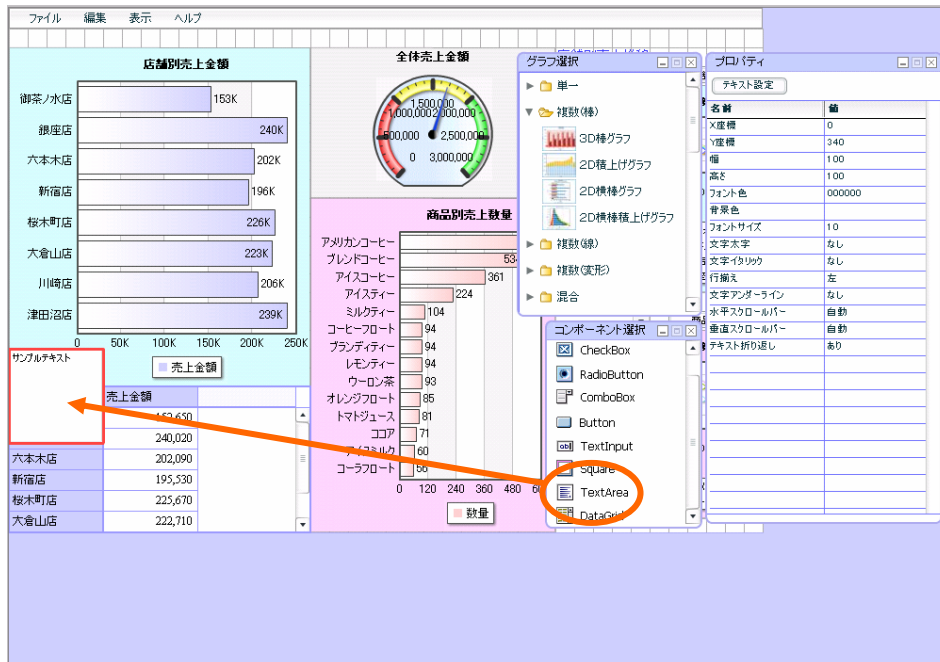 ファイル 編集 表示 ヘルプ
店舗別売上金額
御茶ノ水店 153K
銀座店 240K
六本木店 202K
新宿店 196K
桜木町店 226K
大倉山店 223K
川崎店 206K
津田沼店 239K
0 50K 100K 150K 200K 250K
売上金額
サンプルテキスト
売上金額
152,650
240,020
六本木店 202,090
新宿店 195,530
桜木町店 225,670
大倉山店 222,710
全体売上金額
1,500,000
1,000,000 2,000,000
500,000 2,500,000
0 3,000,000
商品別売上数量
アメリカンコーヒー
ブレンドコーヒー 534
アイスコーヒー 361
アイスティー 224
ミルクティー 104
コーヒーフロート 94
ブランディティー 94
レモンティー 94
ウーロン茶 93
オレンジフロート 85
トマトジュース 81
ココア 71
アイスミルク 60
コーラフロート 56
0 120 240 360 480
数量
グラフ選択
単一
複数(棒)
3D棒グラフ
2D積上げグラフ
2D横棒グラフ
2D横棒積上げグラフ
複数(線)
複数(変形)
混合
コンポーネント選択
CheckBox
RadioButton
ComboBox
Button
TextInput
Square
TextArea
DataGrid
プロパティ
テキスト設定
名前 値
X座標 0
Y座標 340
幅 100
高さ 100
フォント色 000000
背景色
フォントサイズ 10
文字太字 なし
文字イタリック なし
行揃え 左
文字アンダーライン なし
水平スクロールバー 自動
垂直スクロールバー 自動
テキスト折り返し あり